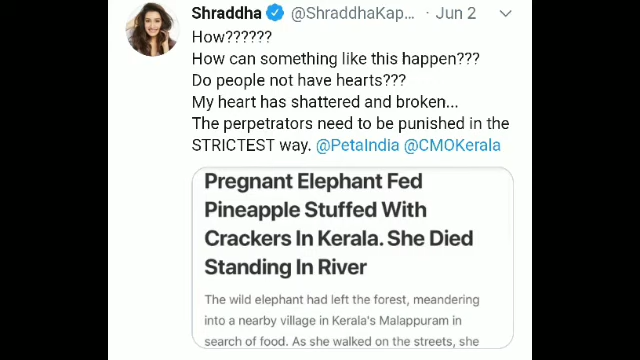 Shraddha @ShraddhaKap... · Jun 2
How??????
How can something like this happen???
Do people not have hearts???
My heart has shattered and broken...
The perpetrators need to be punished in the
STRICTEST way. @PetaIndia @CMOKerala
Pregnant Elephant Fed
Pineapple Stuffed With
Crackers In Kerala. She Died
Standing In River
The wild elephant had left the forest, meandering
into a nearby village in Kerala's Malappuram in
search of food. As she walked on the streets, she